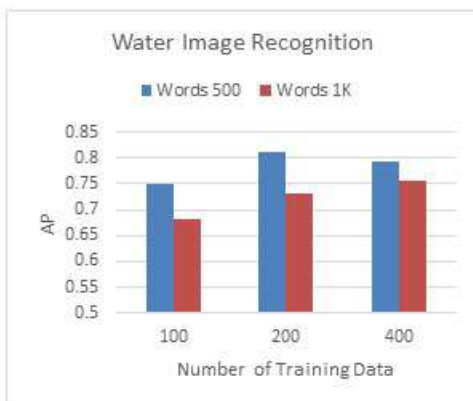 Water Image Recognition
Words 500 Words 1K
0.85
0.8
0.75
0.7
0.65
0.6
0.55
0.5
AP
100 200 400
Number of Training Data